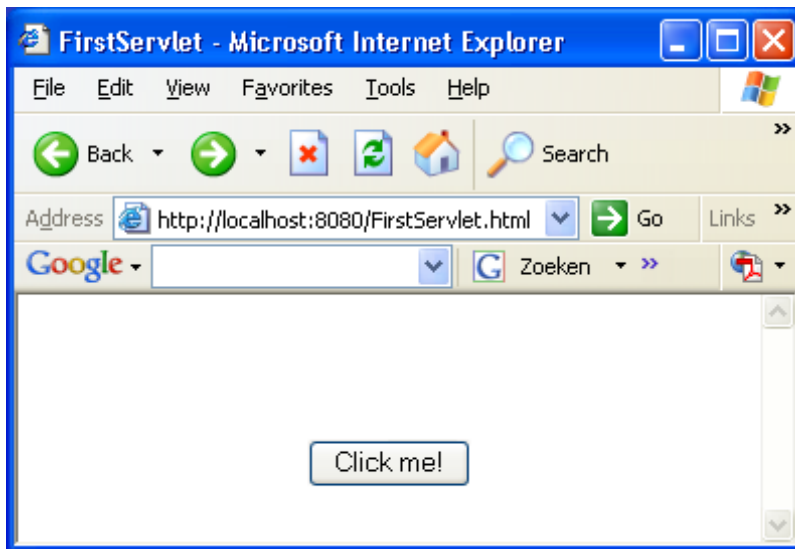 FirstServlet - Microsoft Internet Explorer
File Edit View Favorites Tools Help
Back Search »
Address http://localhost:8080/FirstServlet.html Go Links »
Google G Zoeken »
Click me!